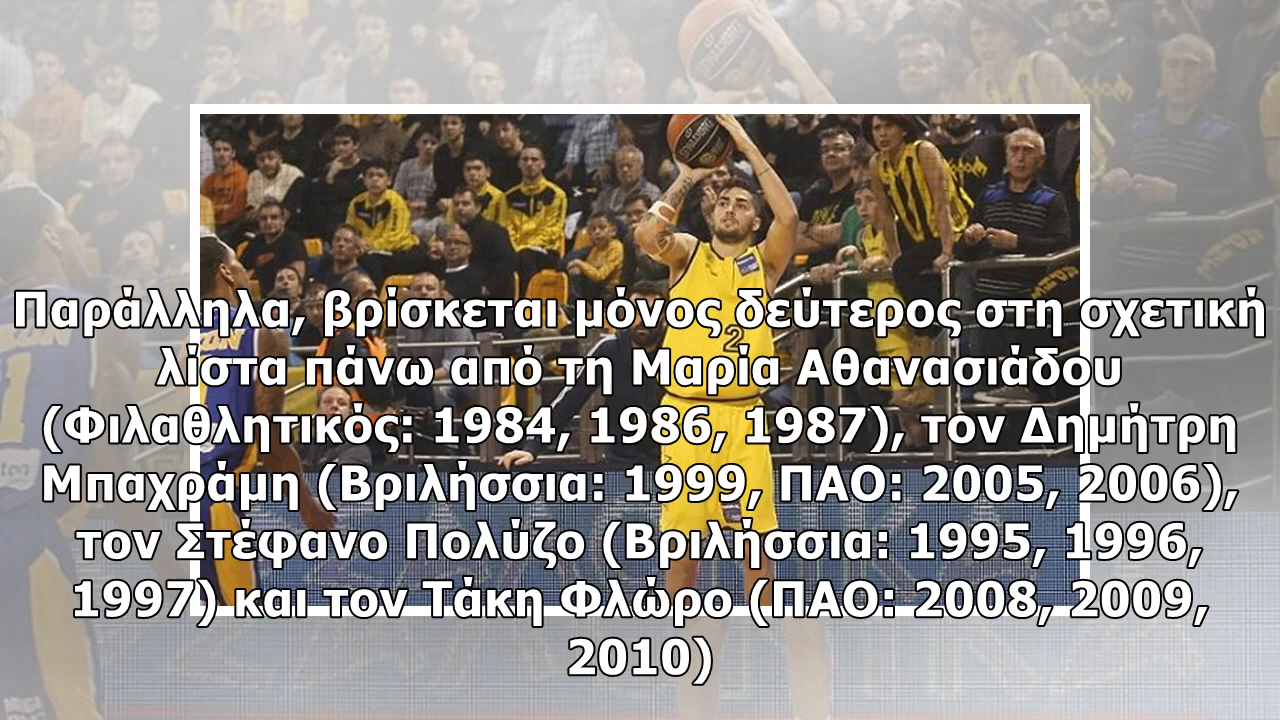 Παράλληλα, βρίσκεται μόνος δεύτερος στη σχετική
λίστα πάνω από τη Μαρία Αθανασιάδου
(Φιλαθλητικός: 1984, 1986, 1987), τον Δημήτρη
Μπαχράμη (Βριλήσσια: 1999, ΠΑΟ: 2005, 2006),
τον Στέφανο Πολύζο (Βριλήσσια: 1995, 1996,
1997) και τον Τάκη Φλώρο (ΠΑΟ: 2008, 2009,
2010)
2